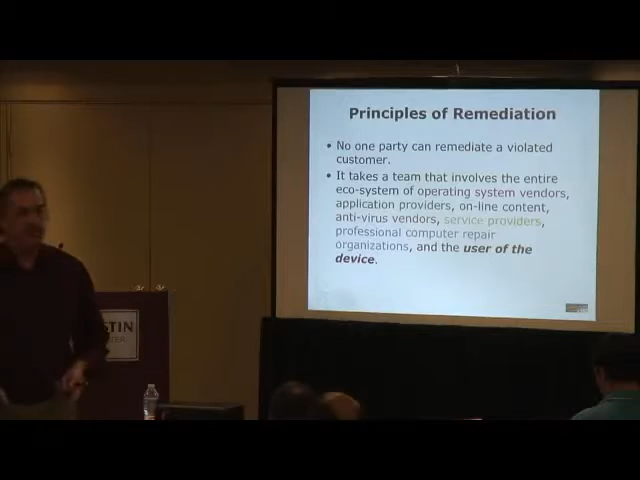 Principles of Remediation
• No one party can remediate a violated
customer.
• It takes a team that involves the entire
eco-system of operating system vendors,
application providers, on-line content,
anti-virus vendors, service providers,
professional computer repair
organizations, and the user of the
device.
STIN